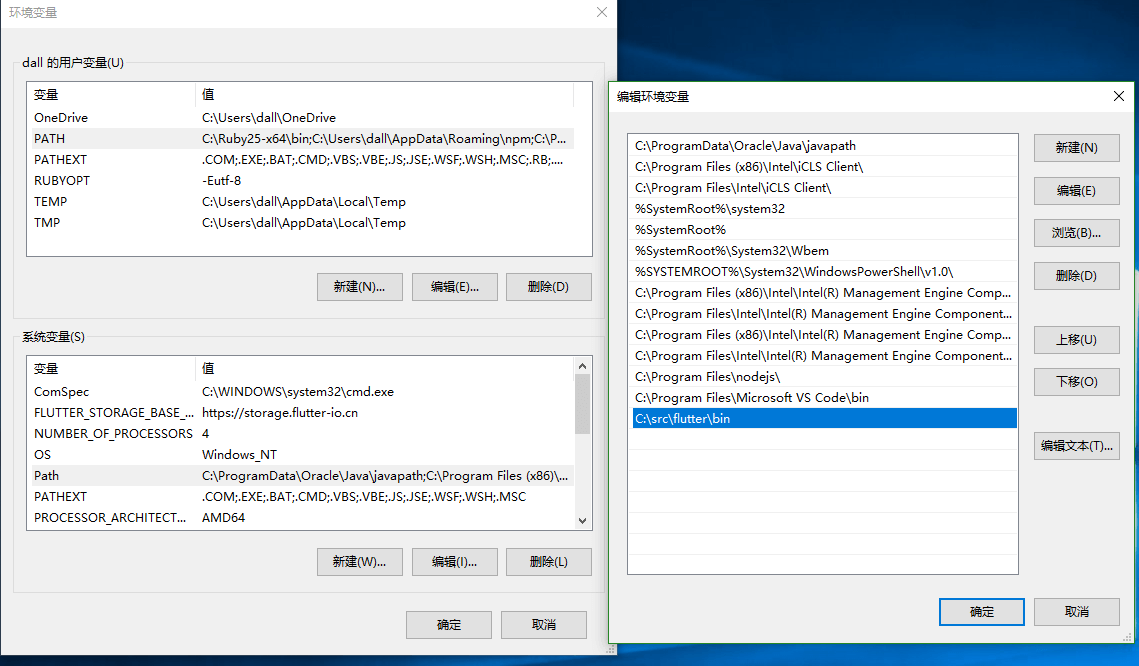 环境变量
dall 的用户变量(U)
变量 值
OneDrive C:\Users\dall\OneDrive
PATH C:\Ruby25-x64\bin;C:\Users\dall\AppData\Roaming\npm;C:\P...
PATHEXT .COM;.EXE;.BAT;.CMD;.VBS;.VBE;.JS;.JSE;.WSF;.WSH;.MSC;.RB;....
RUBYOPT -Eutf-8
TEMP C:\Users\dall\AppData\Local\Temp
TMP C:\Users\dall\AppData\Local\Temp
新建(N)... 编辑(E)... 删除(D)
系统变量(S)
变量 值
ComSpec C:\WINDOWS\system32\cmd.exe
FLUTTER_STORAGE_BASE_... https://storage.flutter-io.cn
NUMBER_OF_PROCESSORS 4
OS Windows_NT
Path C:\ProgramData\Oracle\Java\javapath;C:\Program Files (x86)\...
PATHEXT .COM;.EXE;.BAT;.CMD;.VBS;.VBE;.JS;.JSE;.WSF;.WSH;.MSC
PROCESSOR_ARCHITECT... AMD64
新建(W)... 编辑(I)... 删除(L)
确定 取消
编辑环境变量
C:\ProgramData\Oracle\Java\javapath
C:\Program Files (x86)\Intel\iCLS Client\
C:\Program Files\Intel\iCLS Client\
%SystemRoot%\system32
%SystemRoot%
%SystemRoot%\System32\Wbem
%SYSTEMROOT%\System32\WindowsPowerShell\v1.0\
C:\Program Files (x86)\Intel\Intel(R) Management Engine Comp...
C:\Program Files\Intel\Intel(R) Management Engine Component...
C:\Program Files (x86)\Intel\Intel(R) Management Engine Comp...
C:\Program Files\Intel\Intel(R) Management Engine Component...
C:\Program Files\nodejs\
C:\Program Files\Microsoft VS Code\bin
C:\src\flutter\bin
新建(N)
编辑(E)
浏览(B)...
删除(D)
上移(U)
下移(O)
编辑文本(T)...
确定 取消